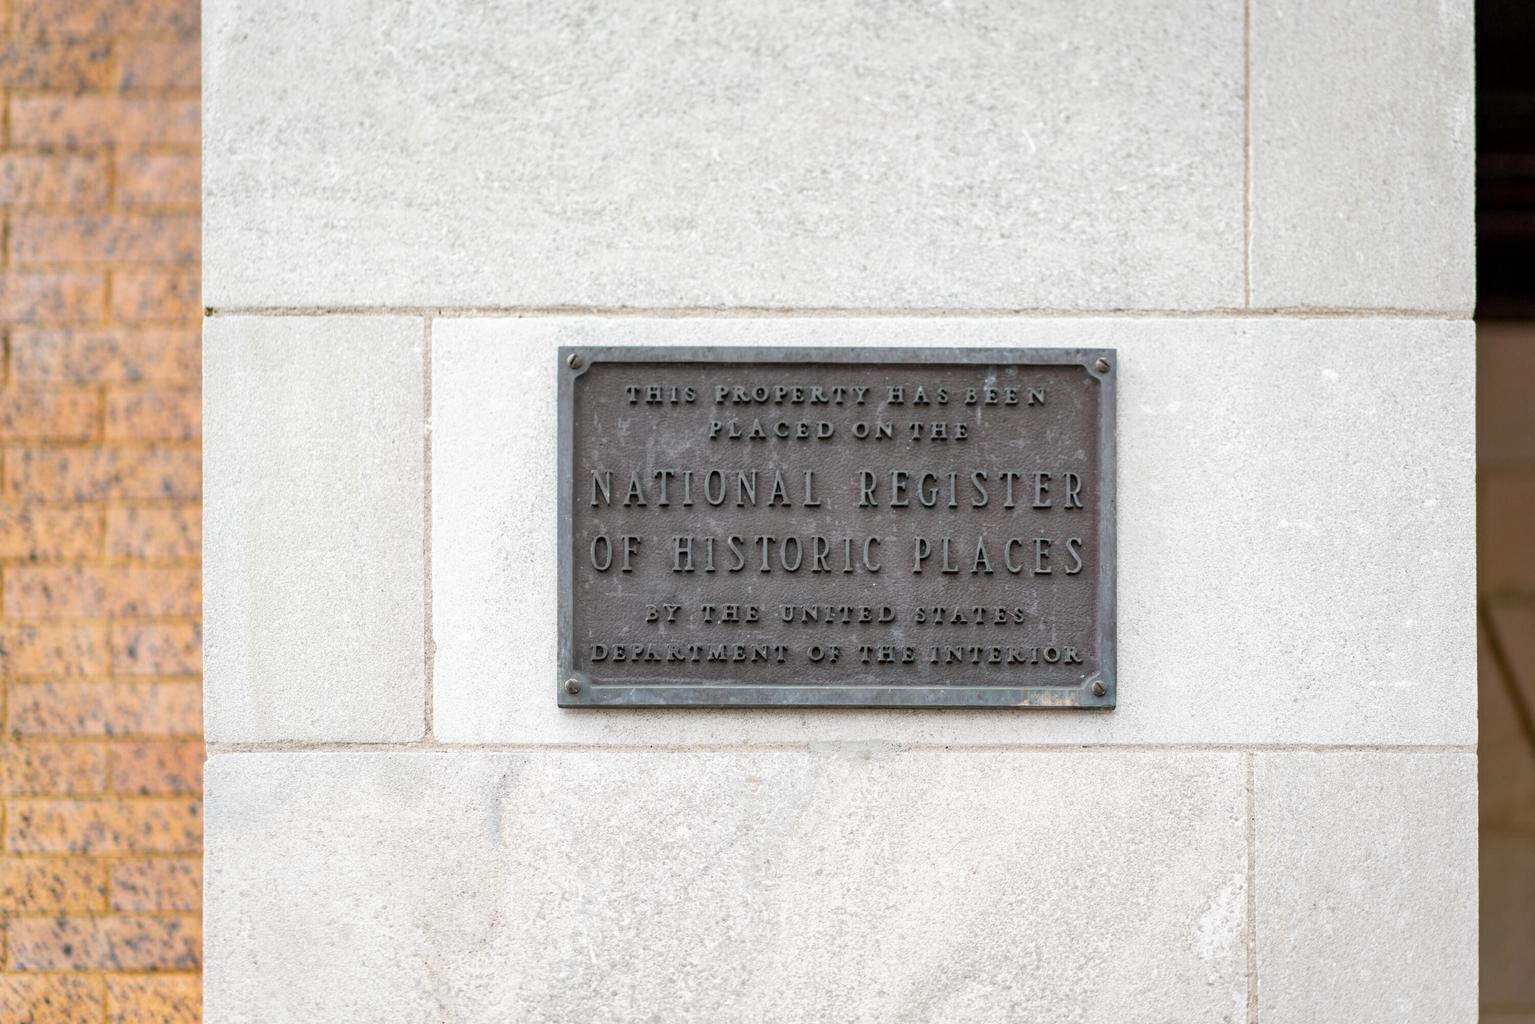 THIS PROPERTY HAS BEEN
PLACED ON THE
NATIONAL REGISTER
OF HISTORIC PLACES
BY THE UNITED STATES
DEPARTMENT OF THE INTERIOR